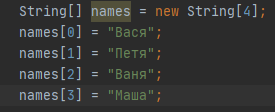 String[] names = new String[4];
names[0] = "Вася";
names[1] = "Петя";
names[2] = "Ваня";
names[3] = "Маша";